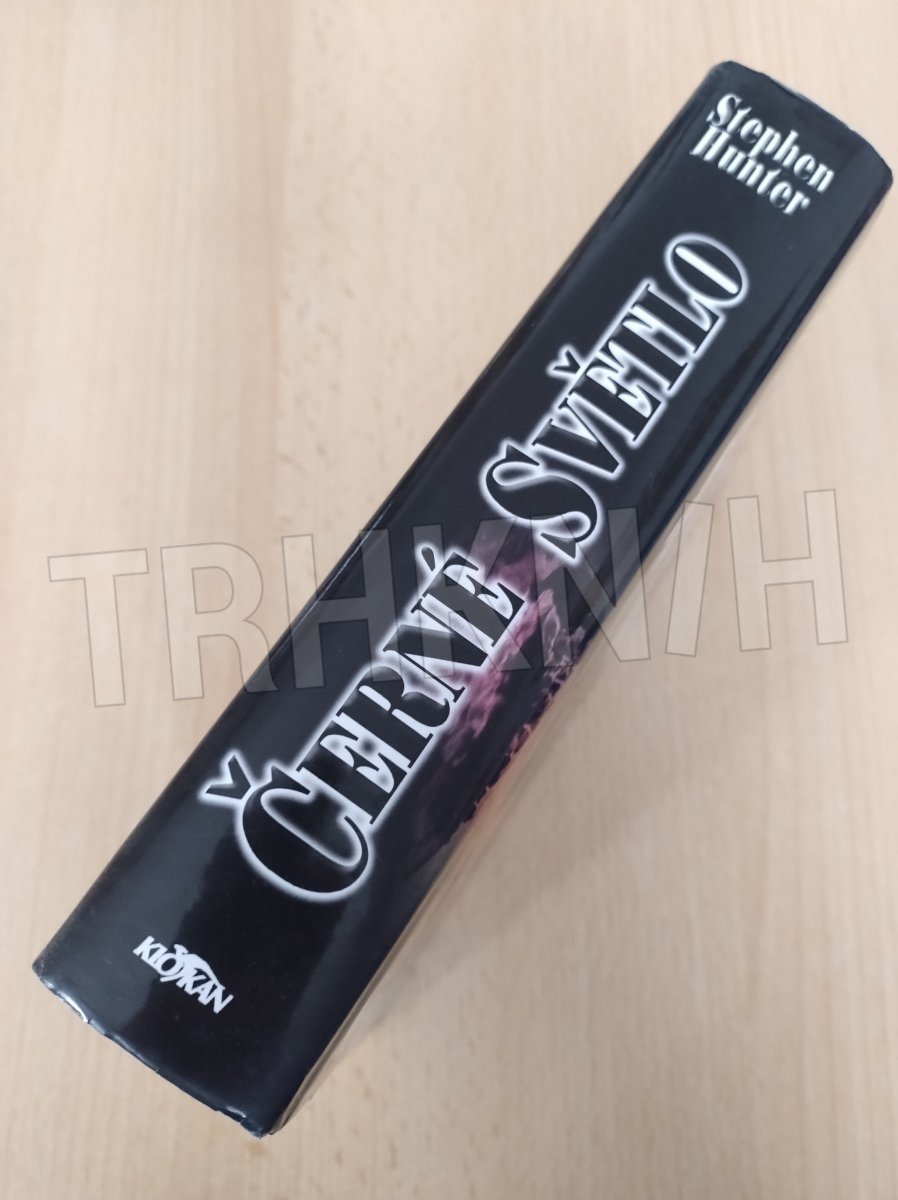 Stephen
Hunter
ČERNÉ SVĚTLO
KLOKAN
TRHKNIH